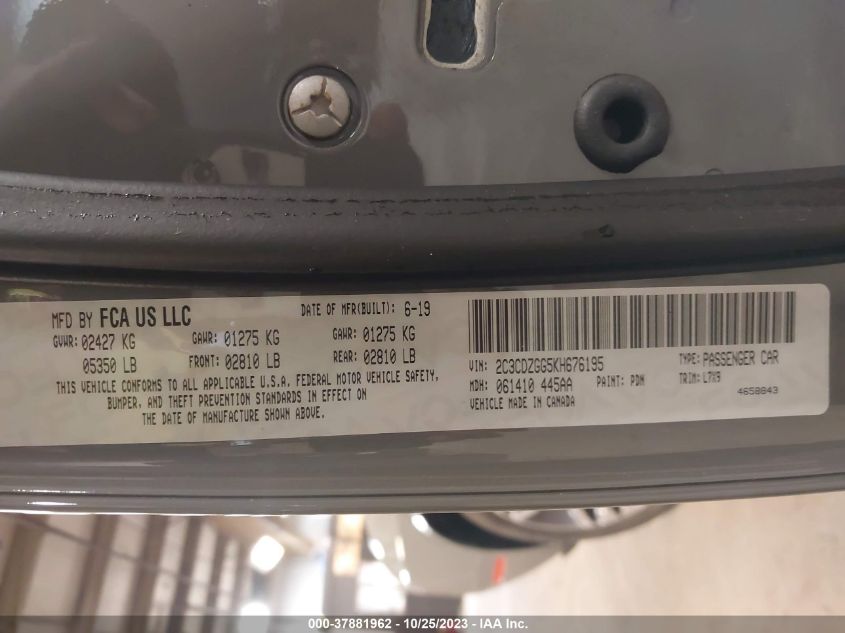 MFD BY FCA US LLC
DATE OF MFR(BUILT): 6-19
GVWR: 02427 KG GAWR: 01275 KG GAWR: 01275 KG
05350 LB FRONT: 02810 LB REAR: 02810 LB
THIS VEHICLE CONFORMS TO ALL APPLICABLE U.S.A. FEDERAL MOTOR VEHICLE SAFETY,
BUMPER, AND THEFT PREVENTION STANDARDS IN EFFECT ON
THE DATE OF MANUFACTURE SHOWN ABOVE.
VIN: 2C3CDZGG5KH676195 TYPE: PASSENGER CAR
MDH: 061410 445AA PAINT: PDN TRIM: L7X9
VEHICLE MADE IN CANADA 4658843
000-37881962 - 10/25/2023 - IAA Inc.